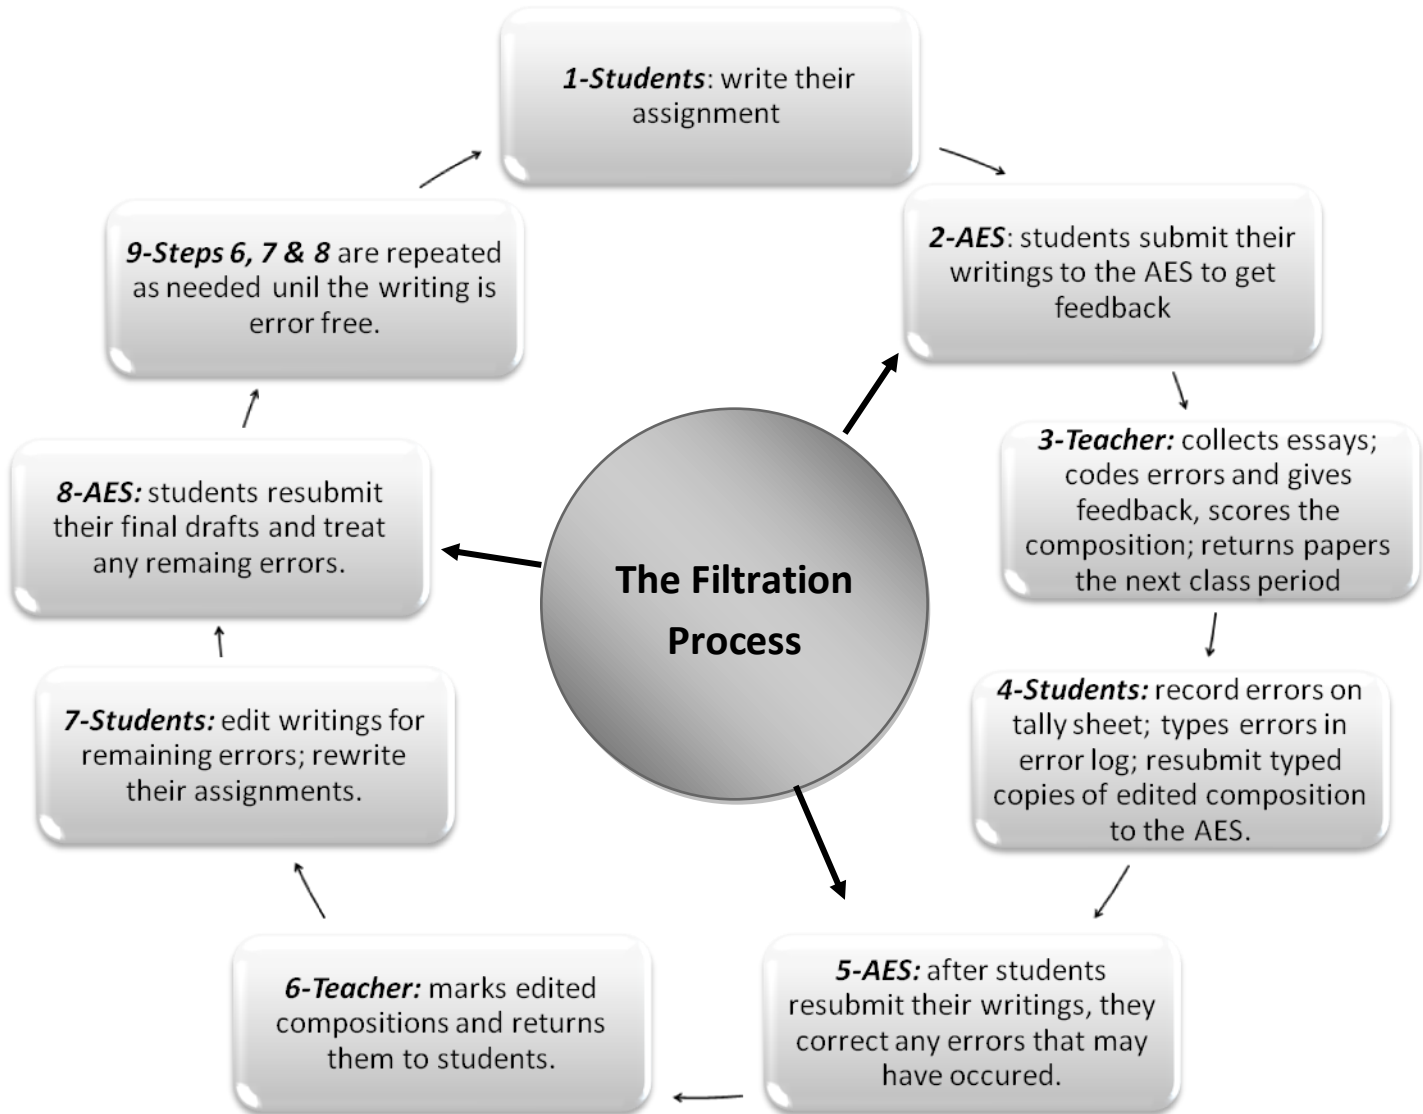 1-Students: write their
assignment
2-AES: students submit their
writings to the AES to get
feedback
3-Teacher: collects essays;
codes errors and gives
feedback, scores the
composition; returns papers
the next class period
4-Students: record errors on
tally sheet; types errors in
error log; resubmit typed
copies of edited composition
to the AES.
5-AES: after students
resubmit their writings, they
correct any errors that may
have occured.
6-Teacher: marks edited
compositions and returns
them to students.
7-Students: edit writings for
remaining errors; rewrite
their assignments.
8-AES: students resubmit
their final drafts and treat
any remaing errors.
9-Steps 6, 7 & 8 are repeated
as needed unil the writing is
error free.
The Filtration
Process